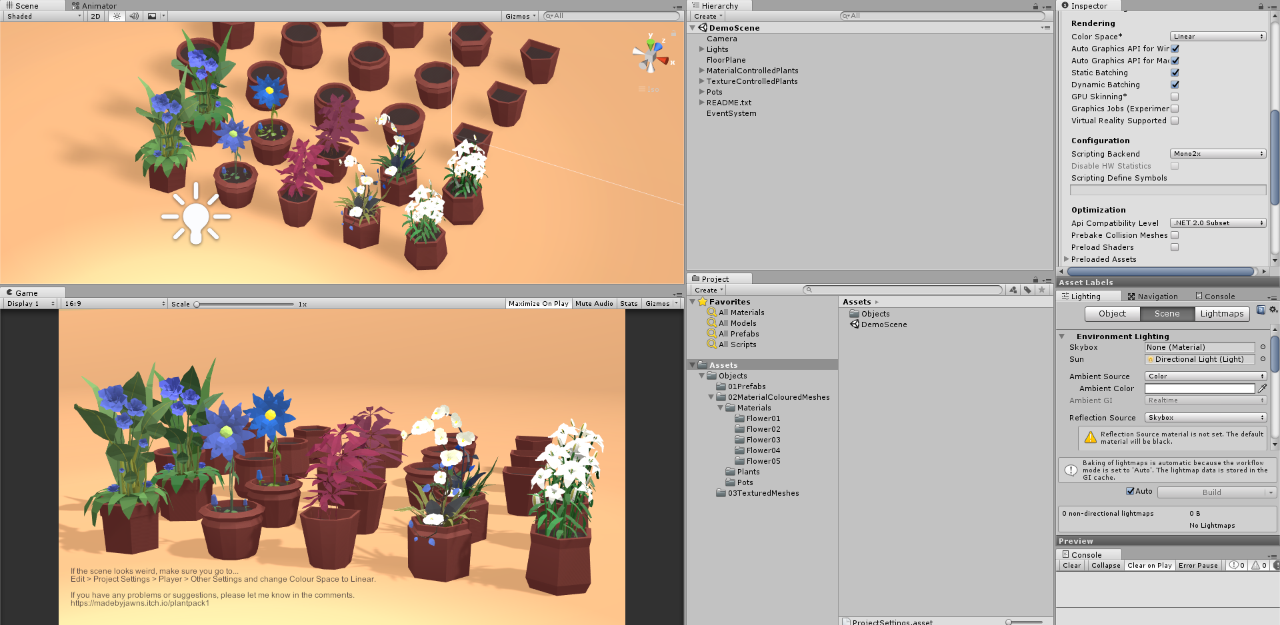 Scene
Animator
Shaded
2D
Gizmos
All
Game
Display 1
16:9
Scale
1x
Maximize On Play
Mute Audio
Stats
Gizmos
If the scene looks weird, make sure you go to...
Edit > Project Settings > Player > Other Settings and change Colour Space to Linear.
If you have any problems or suggestions, please let me know in the comments.
https://madebyjawns.itch.io/plantpack1
Hierarchy
Create
All
DemoScene
Camera
Lights
FloorPlane
MaterialControlledPlants
TextureControlledPlants
Pots
README.txt
EventSystem
Project
Create
Favorites
All Materials
All Models
All Prefabs
All Scripts
Assets
Objects
01Prefabs
02MaterialColouredMeshes
Materials
Flower01
Flower02
Flower03
Flower04
Flower05
Plants
Pots
03TexturedMeshes
Assets
Objects
DemoScene
ProjectSettings.asset
Inspector
Rendering
Color Space* Linear
Auto Graphics API for Win
Auto Graphics API for Mac
Static Batching
Dynamic Batching
GPU Skinning*
Graphics Jobs (Experimer
Virtual Reality Supported
Configuration
Scripting Backend Mono2x
Disable HW Statistics
Scripting Define Symbols
Optimization
Api Compatibility Level .NET 2.0 Subset
Prebake Collision Meshes
Preload Shaders
Preloaded Assets
Asset Labels
Lighting
Navigation
Console
Object
Scene
Lightmaps
Environment Lighting
Skybox None (Material)
Sun Directional Light (Light)
Ambient Source Color
Ambient Color
Ambient GI Realtime
Reflection Source Skybox
Reflection Source material is not set. The default
material will be black.
Baking of lightmaps is automatic because the workflow
mode is set to 'Auto'. The lightmap data is stored in the
GI cache.
Auto
Build
0 non-directional lightmaps 0 B
No Lightmaps
Preview
Console
Clear
Collapse
Clear on Play
Error Pause
0
0